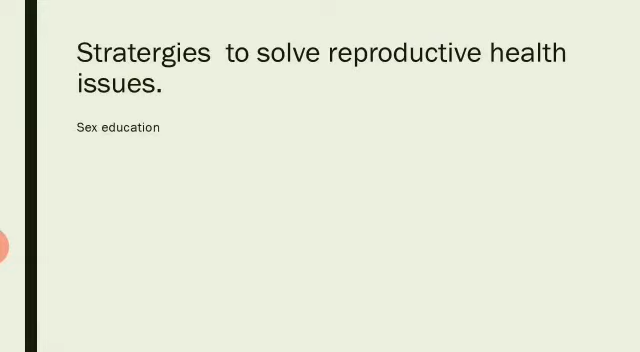 Stratergies  to solve reproductive health
issues.
Sex education